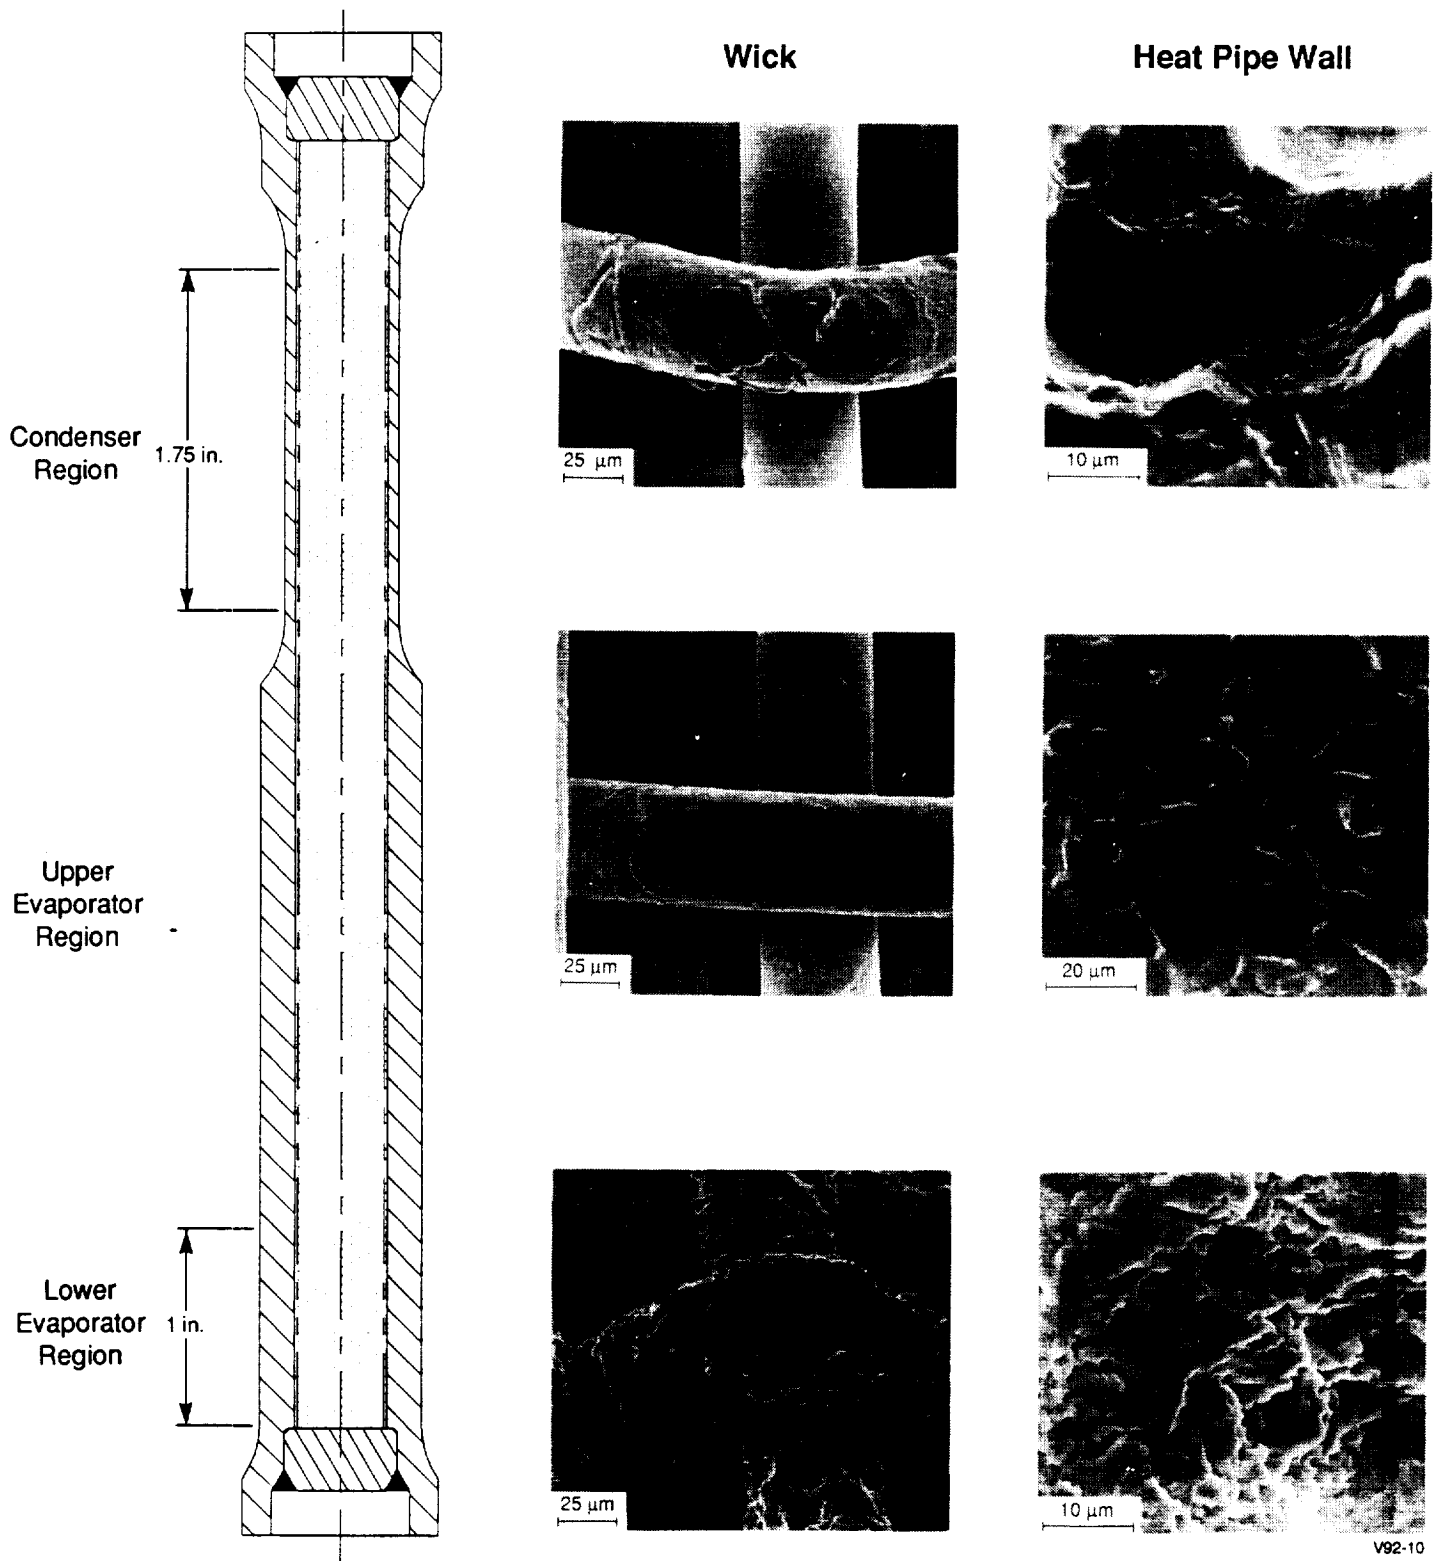 Wick
Heat Pipe Wall
Condenser
Region
1.75 in.
25 µm
10 µm
Upper
Evaporator
Region
25 µm
20 µm
Lower
Evaporator
Region
1 in.
25 µm
10 µm
V92-10